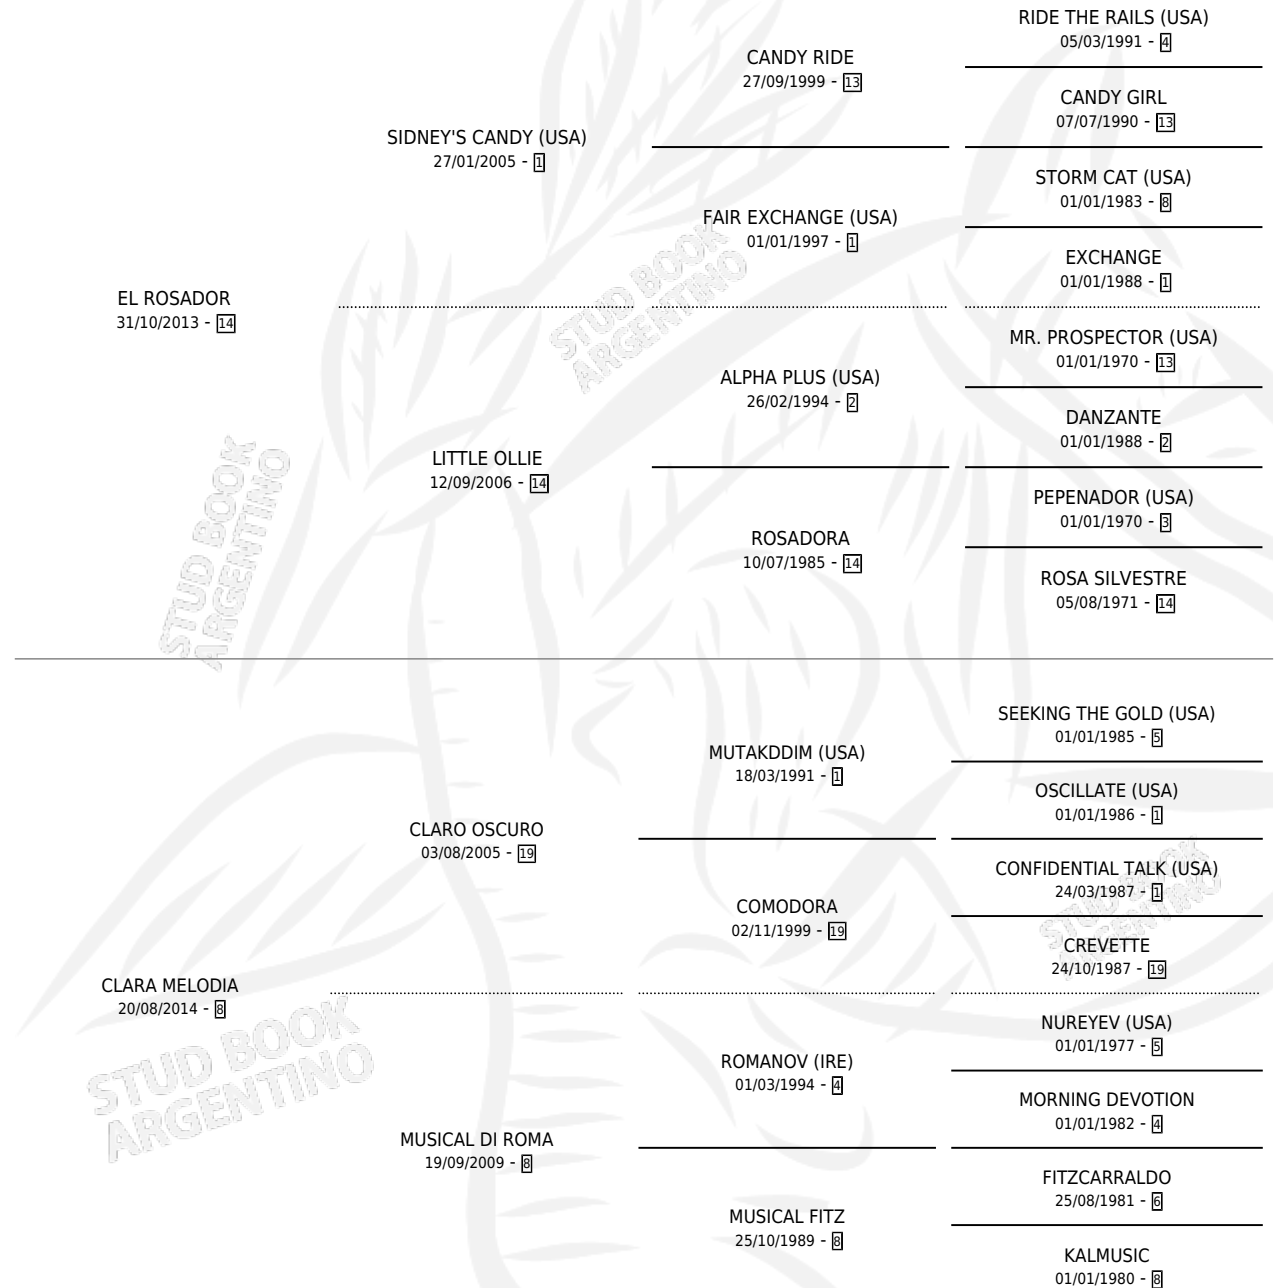 RIDE THE RAILS (USA)
05/03/1991 - 4
CANDY RIDE
27/09/1999 - 13
CANDY GIRL
07/07/1990 - 13
SIDNEY'S CANDY (USA)
27/01/2005 - 1
STORM CAT (USA)
01/01/1983 - 8
FAIR EXCHANGE (USA)
01/01/1997 - 1
EXCHANGE
01/01/1988 - 1
EL ROSADOR
31/10/2013 - 14
MR. PROSPECTOR (USA)
01/01/1970 - 13
ALPHA PLUS (USA)
26/02/1994 - 2
DANZANTE
01/01/1988 - 2
LITTLE OLLIE
12/09/2006 - 14
PEPENADOR (USA)
01/01/1970 - 3
ROSADORA
10/07/1985 - 14
ROSA SILVESTRE
05/08/1971 - 14
STUD BOOK
ARGENTINO
STUD BOOK
ARGENTINO
SEEKING THE GOLD (USA)
01/01/1985 - 5
MUTAKDDIM (USA)
18/03/1991 - 1
OSCILLATE (USA)
01/01/1986 - 1
CLARO OSCURO
03/08/2005 - 19
CONFIDENTIAL TALK (USA)
24/03/1987 - 1
COMODORA
02/11/1999 - 19
CREVETTE
24/10/1987 - 19
CLARA MELODIA
20/08/2014 - 8
NUREYEV (USA)
01/01/1977 - 5
ROMANOV (IRE)
01/03/1994 - 4
MORNING DEVOTION
01/01/1982 - 4
MUSICAL DI ROMA
19/09/2009 - 8
FITZCARRALDO
25/08/1981 - 6
MUSICAL FITZ
25/10/1989 - 8
KALMUSIC
01/01/1980 - 8
STUD BOOK
ARGENTINO
STUD BOOK
ARGENTINO